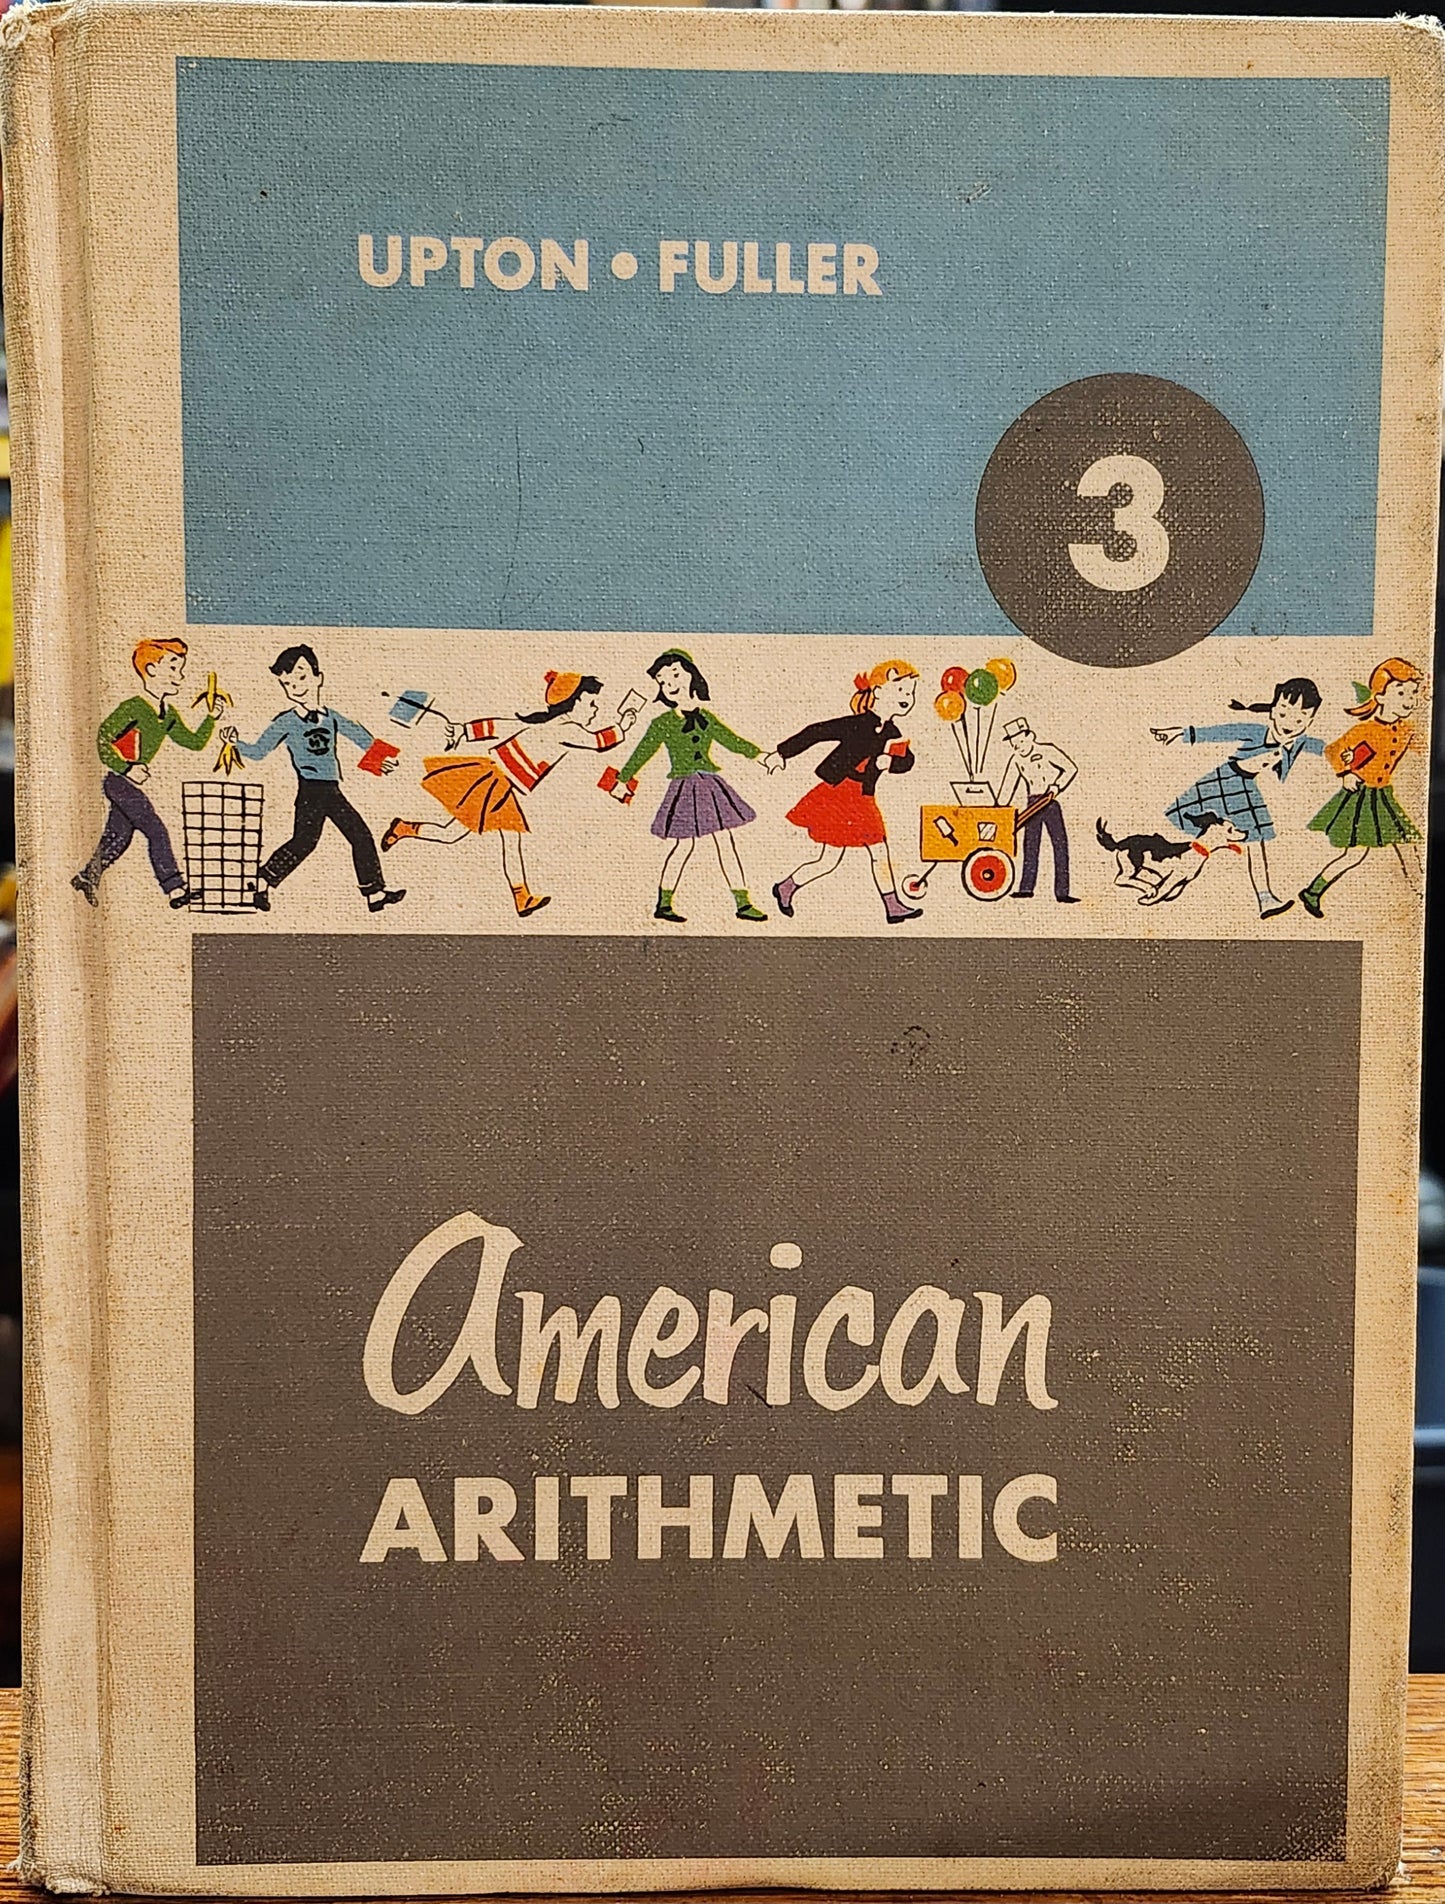 UPTON • FULLER
3
American
ARITHMETIC